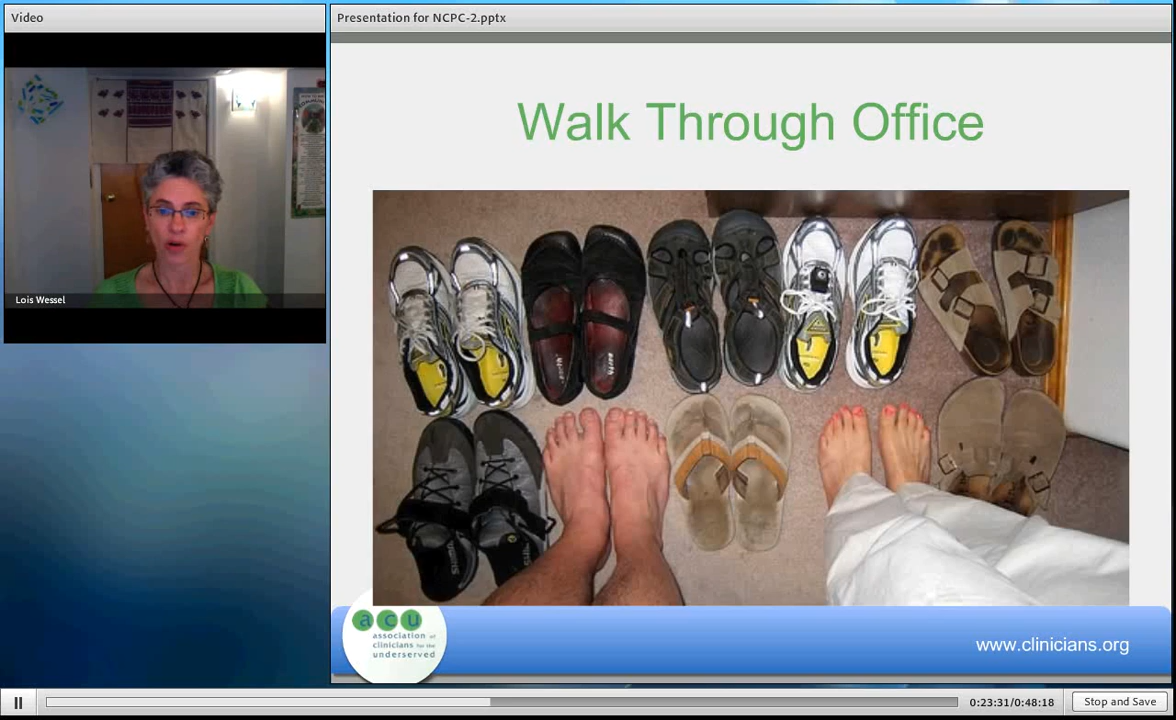 Video
Presentation for NCPC-2.pptx
Lois Wessel
Walk Through Office
acu
association of
clinicians for the
underserved
www.clinicians.org
0:23:31/0:48:18
Stop and Save